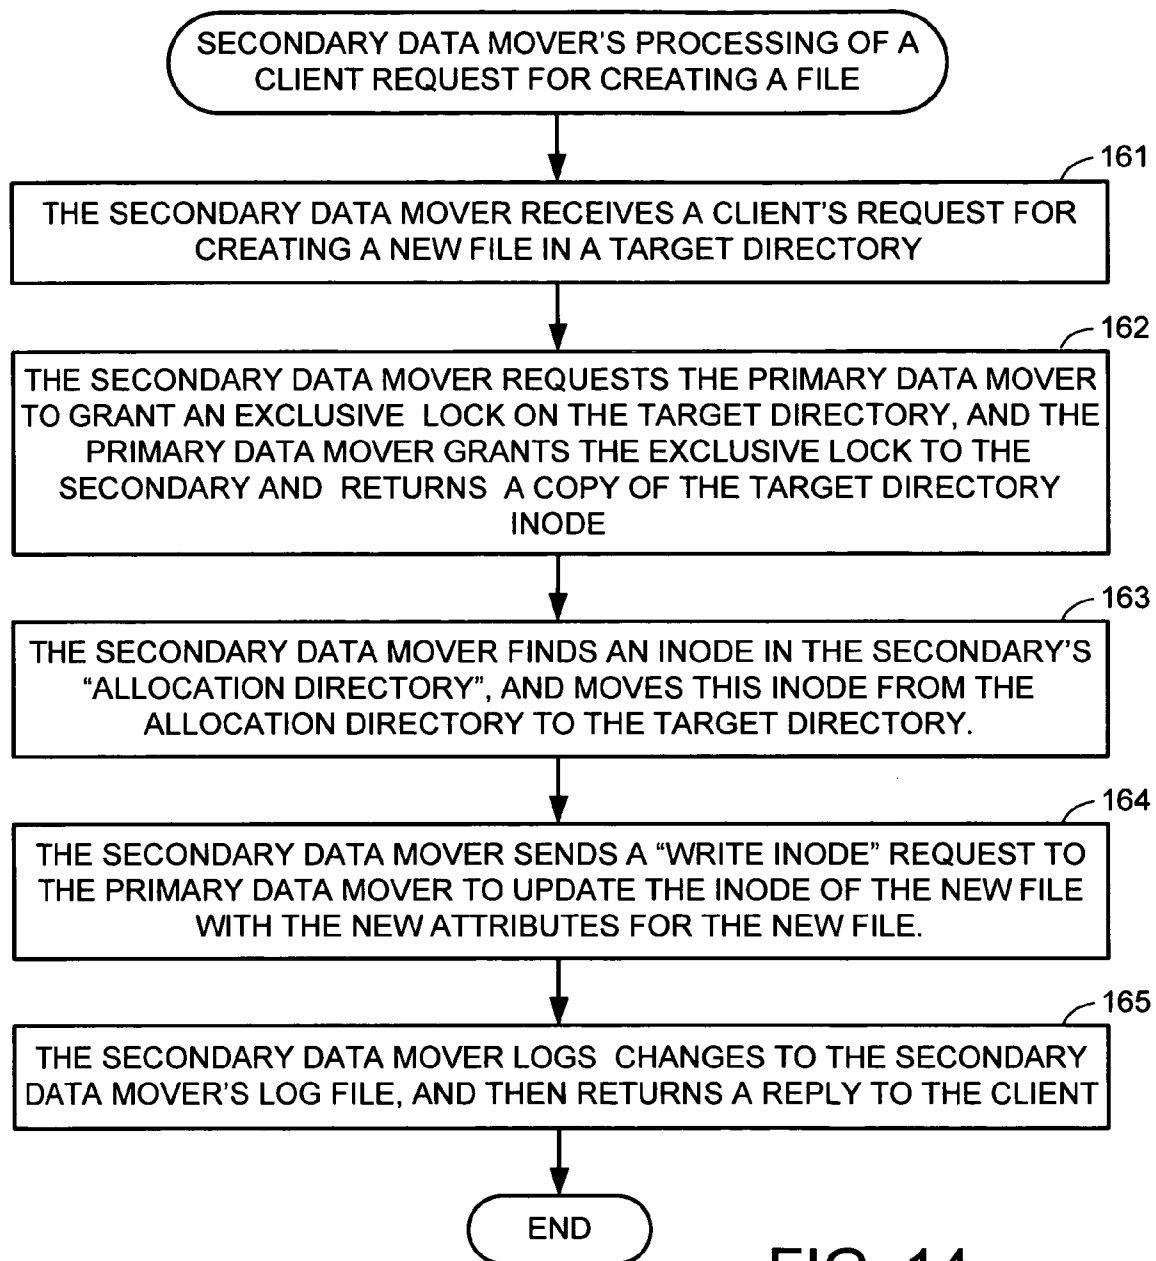 SECONDARY DATA MOVER'S PROCESSING OF A
CLIENT REQUEST FOR CREATING A FILE
161
THE SECONDARY DATA MOVER RECEIVES A CLIENT'S REQUEST FOR
CREATING A NEW FILE IN A TARGET DIRECTORY
162
THE SECONDARY DATA MOVER REQUESTS THE PRIMARY DATA MOVER
TO GRANT AN EXCLUSIVE LOCK ON THE TARGET DIRECTORY, AND THE
PRIMARY DATA MOVER GRANTS THE EXCLUSIVE LOCK TO THE
SECONDARY AND RETURNS A COPY OF THE TARGET DIRECTORY
INODE
163
THE SECONDARY DATA MOVER FINDS AN INODE IN THE SECONDARY'S
“ALLOCATION DIRECTORY”, AND MOVES THIS INODE FROM THE
ALLOCATION DIRECTORY TO THE TARGET DIRECTORY.
164
THE SECONDARY DATA MOVER SENDS A “WRITE INODE” REQUEST TO
THE PRIMARY DATA MOVER TO UPDATE THE INODE OF THE NEW FILE
WITH THE NEW ATTRIBUTES FOR THE NEW FILE.
165
THE SECONDARY DATA MOVER LOGS CHANGES TO THE SECONDARY
DATA MOVER'S LOG FILE, AND THEN RETURNS A REPLY TO THE CLIENT
END
FIG. 14